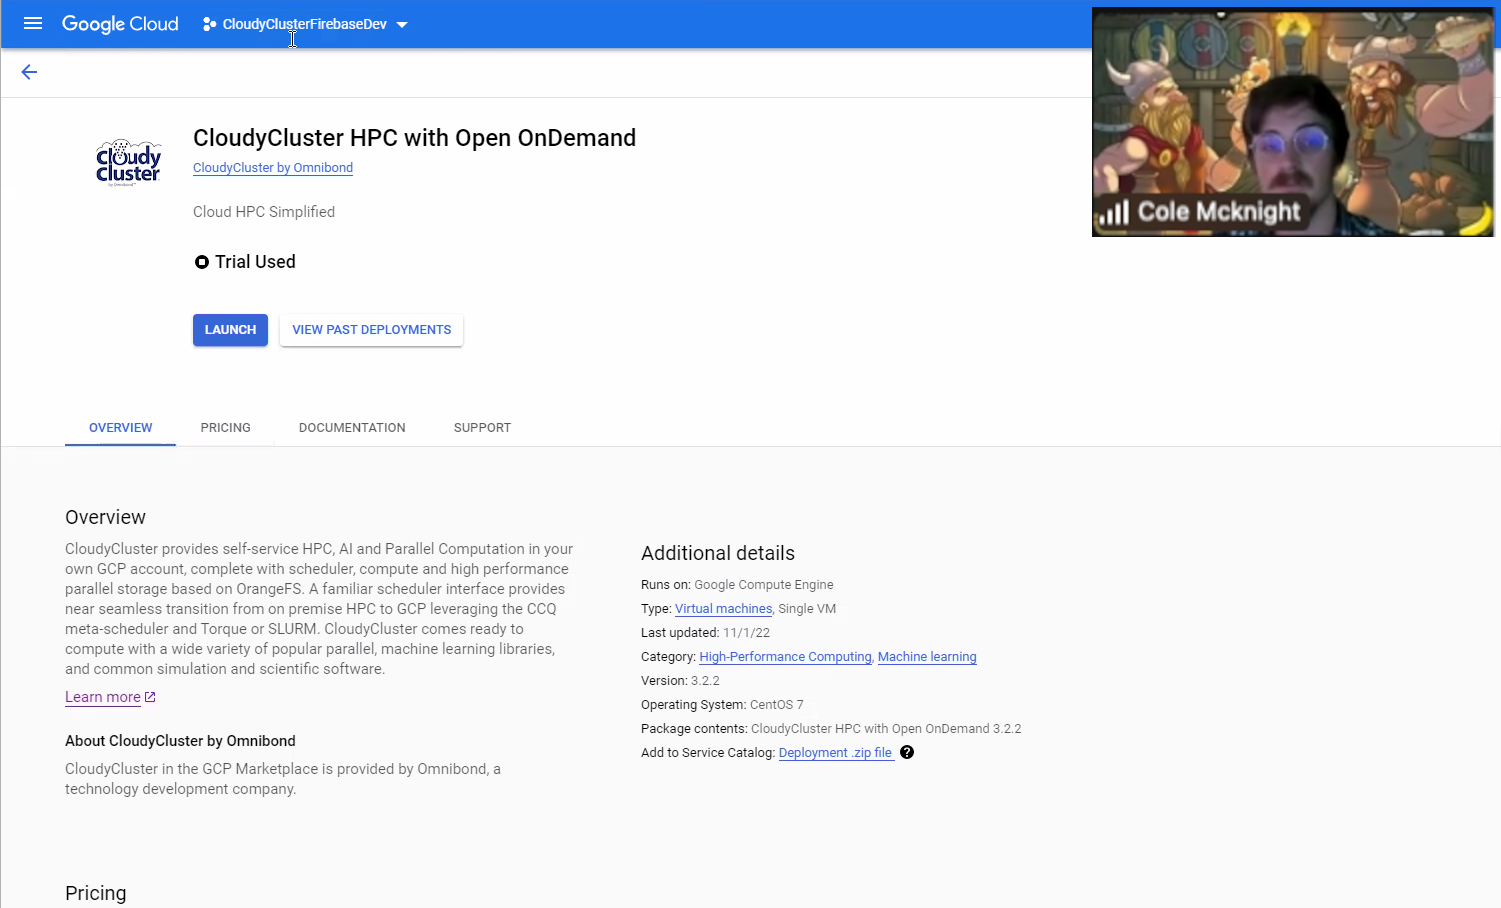 Google Cloud
CloudyClusterFirebaseDev
CloudyCluster HPC with Open OnDemand
cloudy
cluster
by Omnibond™
CloudyCluster by Omnibond
Cloud HPC Simplified
Trial Used
LAUNCH
VIEW PAST DEPLOYMENTS
Cole Mcknight
OVERVIEW
PRICING
DOCUMENTATION
SUPPORT
Overview
CloudyCluster provides self-service HPC, AI and Parallel Computation in your
own GCP account, complete with scheduler, compute and high performance
parallel storage based on OrangeFS. A familiar scheduler interface provides
near seamless transition from on premise HPC to GCP leveraging the CCQ
meta-scheduler and Torque or SLURM. CloudyCluster comes ready to
compute with a wide variety of popular parallel, machine learning libraries,
and common simulation and scientific software.
Learn more
About CloudyCluster by Omnibond
CloudyCluster in the GCP Marketplace is provided by Omnibond, a
technology development company.
Additional details
Runs on: Google Compute Engine
Type: Virtual machines, Single VM
Last updated: 11/1/22
Category: High-Performance Computing, Machine learning
Version: 3.2.2
Operating System: CentOS 7
Package contents: CloudyCluster HPC with Open OnDemand 3.2.2
Add to Service Catalog: Deployment .zip file
Pricing